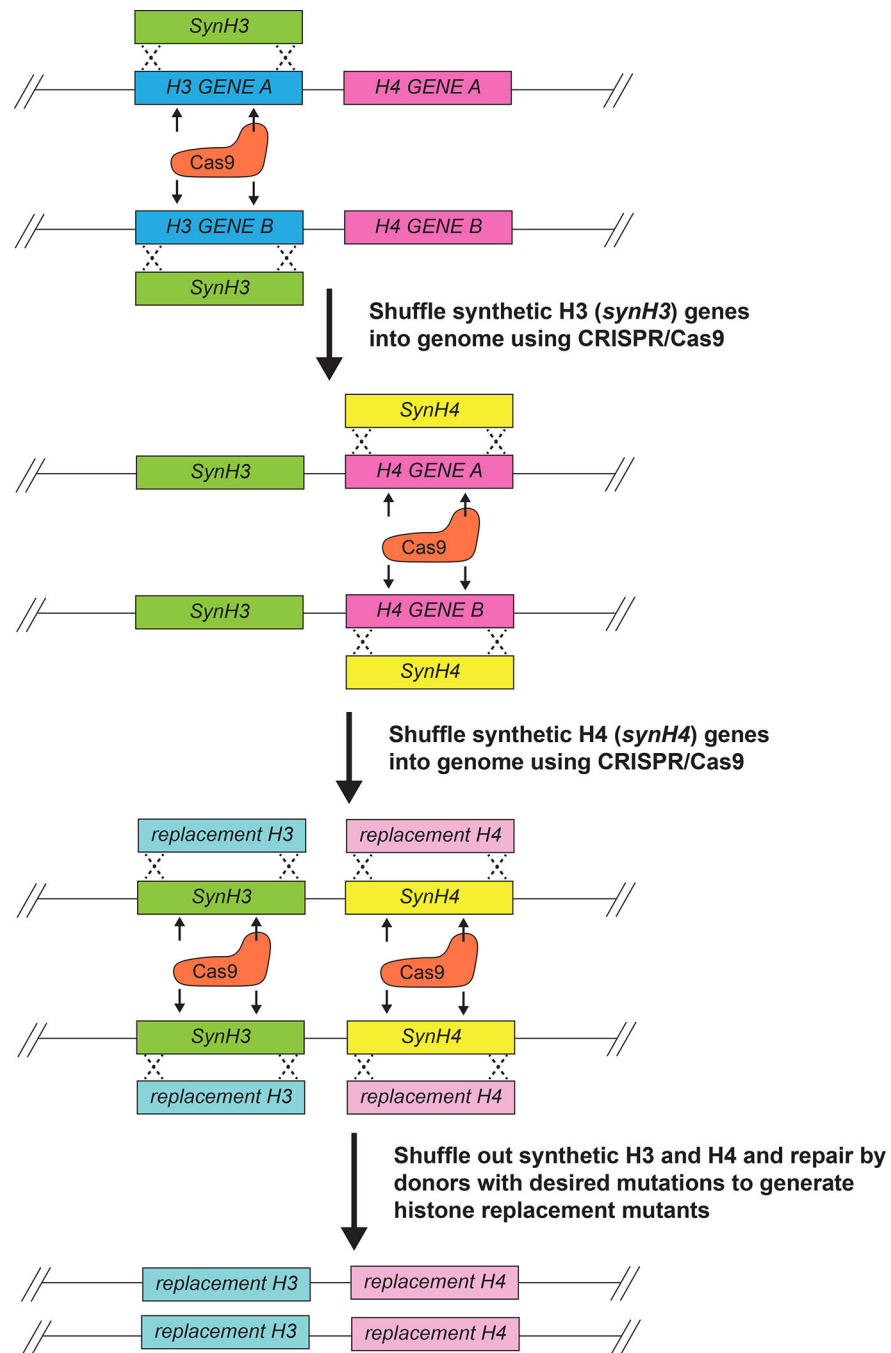 SynH3
H3 GENE A
H4 GENE A
Cas9
H3 GENE B
H4 GENE B
SynH3
Shuffle synthetic H3 (synH3) genes
into genome using CRISPR/Cas9
SynH4
SynH3
H4 GENE A
Cas9
SynH3
H4 GENE B
SynH4
Shuffle synthetic H4 (synH4) genes
into genome using CRISPR/Cas9
replacement H3
replacement H4
SynH3
SynH4
Cas9
Cas9
SynH3
SynH4
replacement H3
replacement H4
Shuffle out synthetic H3 and H4 and repair by
donors with desired mutations to generate
histone replacement mutants
replacement H3
replacement H4
replacement H3
replacement H4